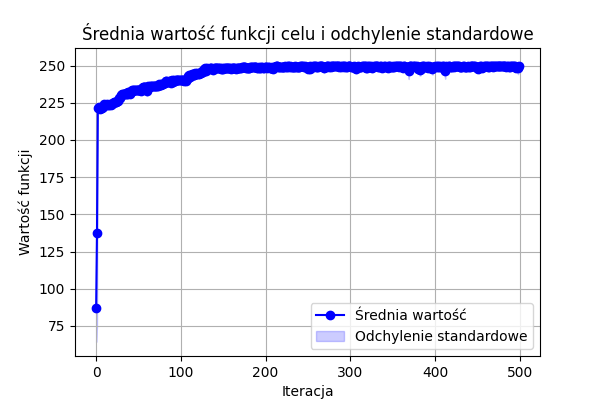 Średnia wartość funkcji celu i odchylenie standardowe
Wartość funkcji
250
225
200
175
150
125
100
75
Średnia wartość
Odchylenie standardowe
0 100 200 300 400 500
Iteracja